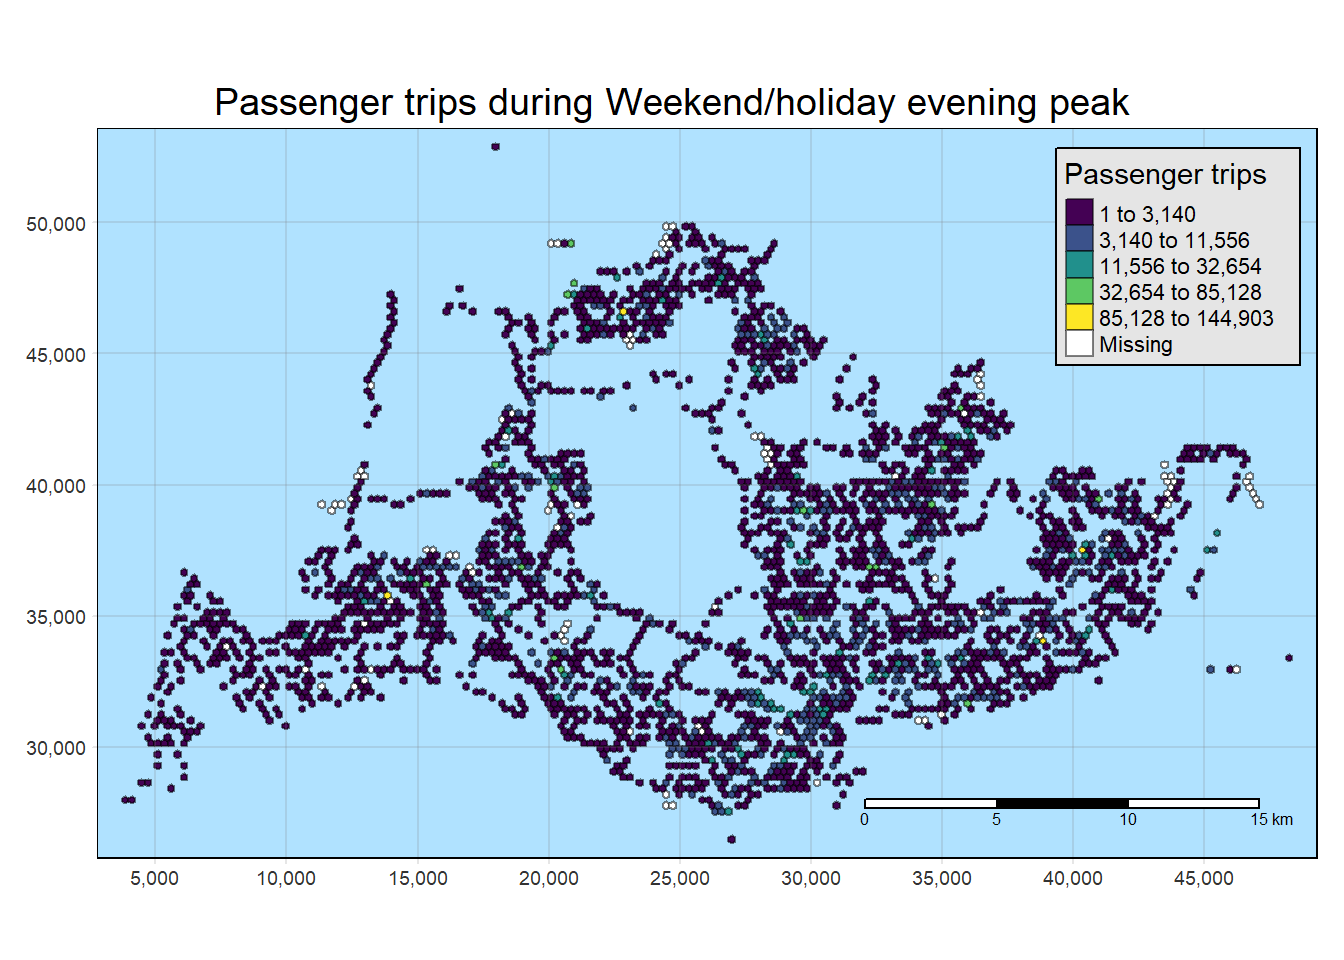 Passenger trips during Weekend/holiday evening peak
Passenger trips
1 to 3,140
3,140 to 11,556
11,556 to 32,654
32,654 to 85,128
85,128 to 144,903
Missing
50,000
45,000
40,000
35,000
30,000
0 5 10 15 km
5,000 10,000 15,000 20,000 25,000 30,000 35,000 40,000 45,000